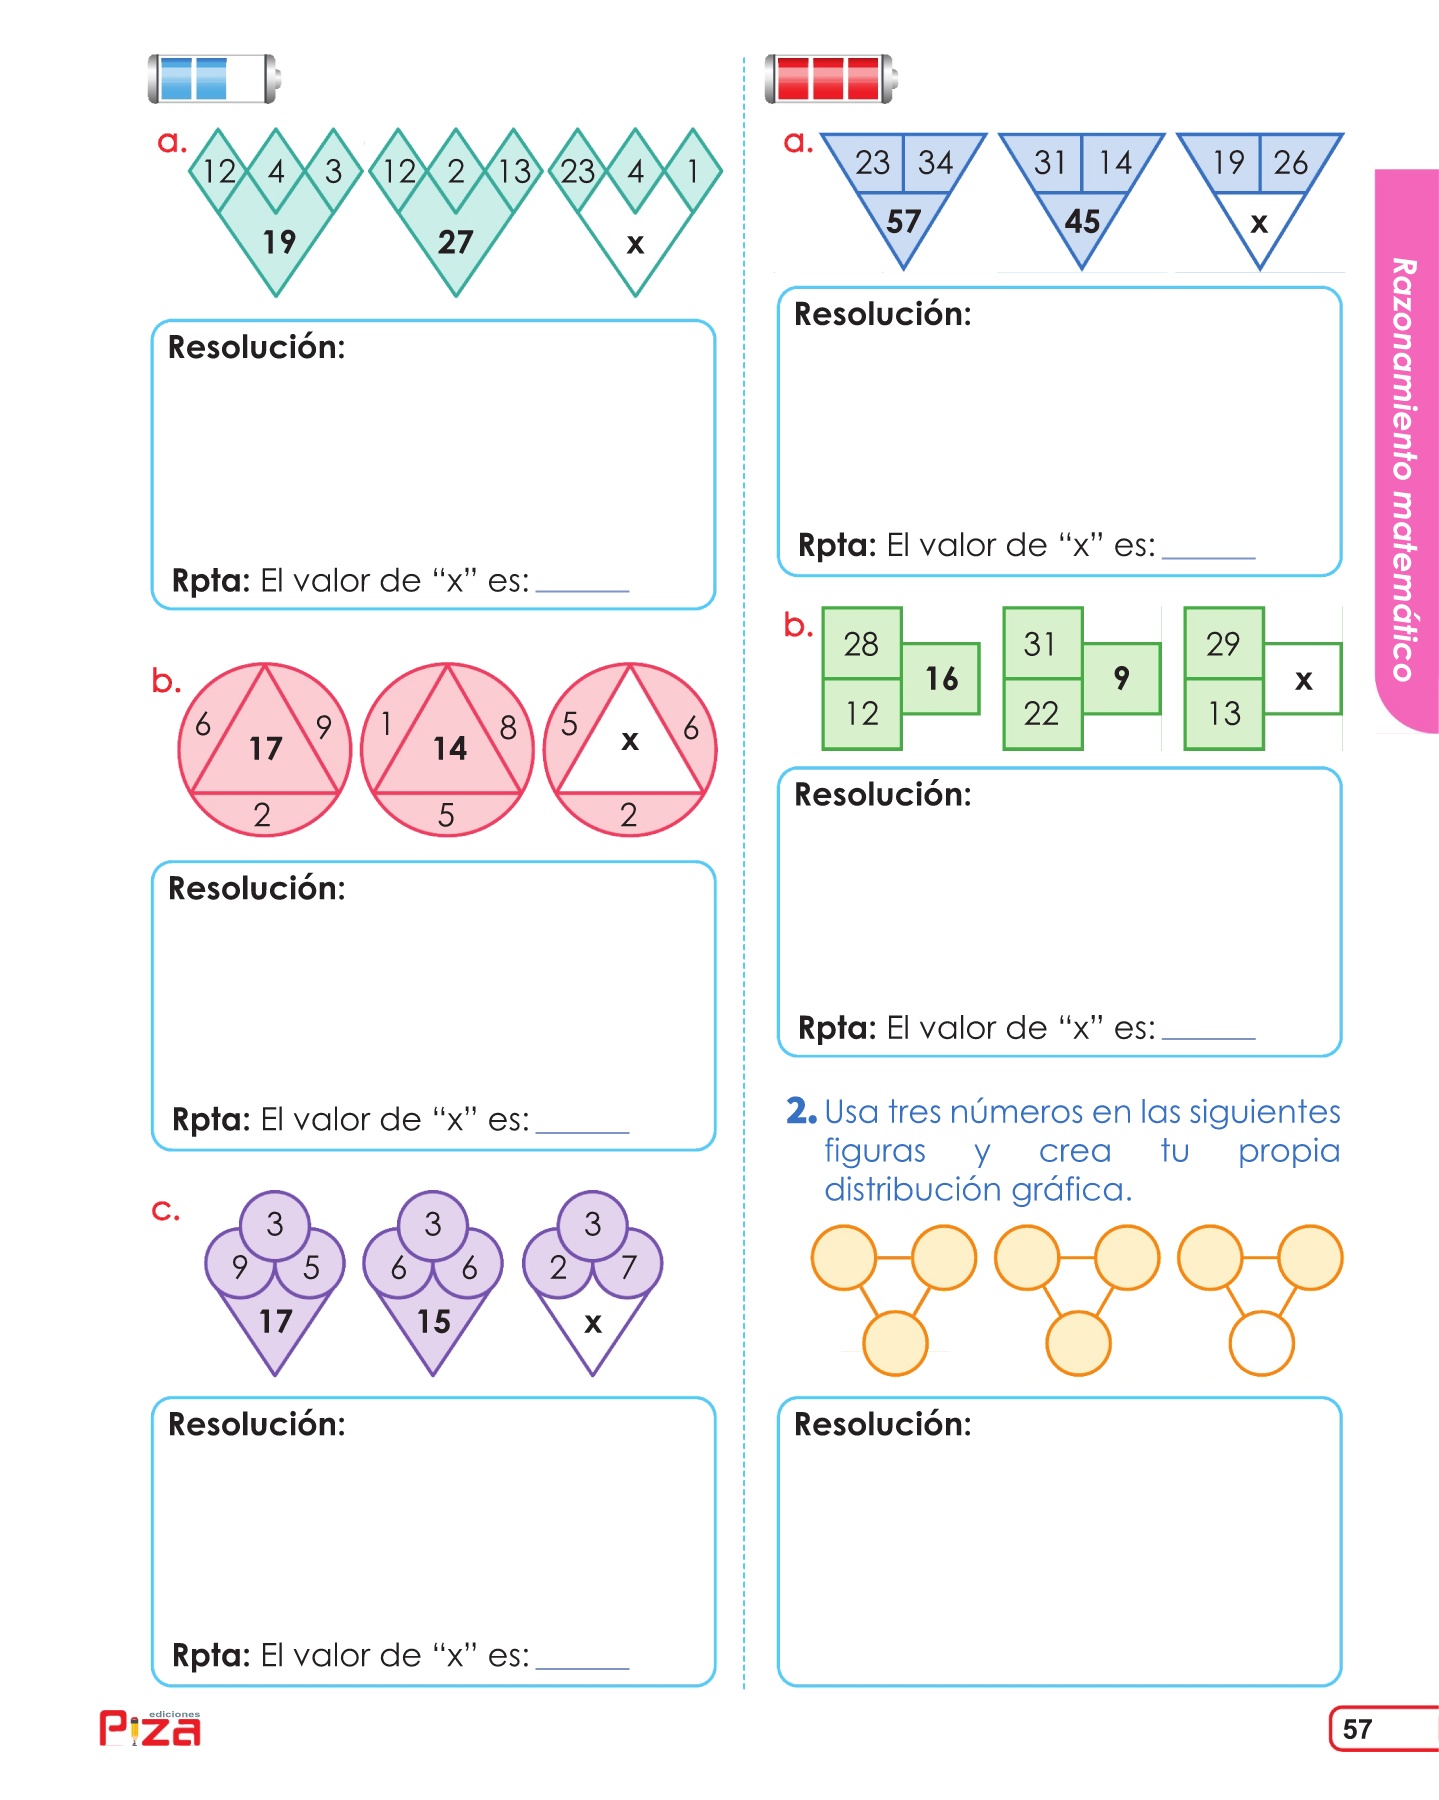 a.
12 4 3 12 2 13 23 4 1
19 27 x
Resolución:
Rpta: El valor de “x” es:
b.
6 9 1 8 5 6
17 14 x
2 5 2
Resolución:
Rpta: El valor de “x” es:
c.
3 3 3
9 5 6 6 2 7
17 15 x
Resolución:
Rpta: El valor de “x” es:
a.
23 34 31 14 19 26
57 45 x
Resolución:
Rpta: El valor de “x” es:
b.
28 31 29
16 9 x
12 22 13
Resolución:
Rpta: El valor de “x” es:
2. Usa tres números en las siguientes
figuras y crea tu propia
distribución gráfica.
Resolución:
Razonamiento matemático
ediciones
Piza
57